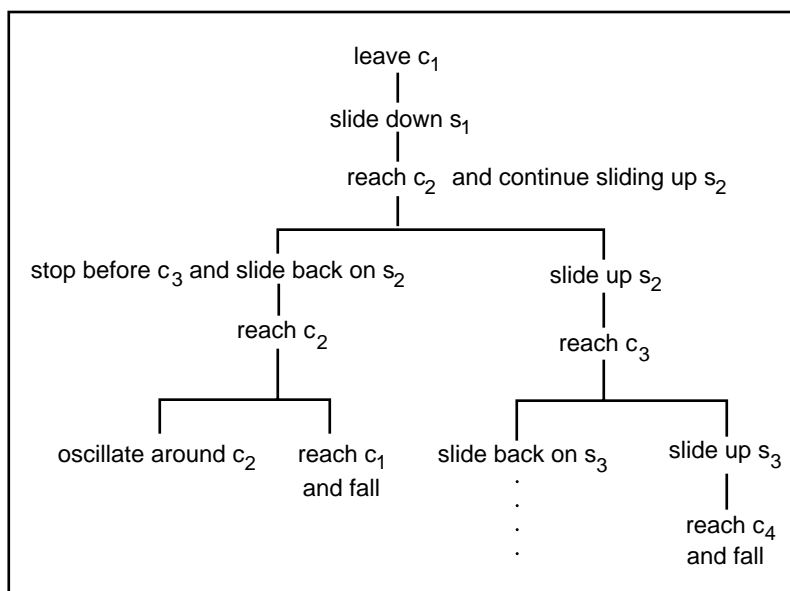 leave c1
slide down s1
reach c2 and continue sliding up s2
stop before c3 and slide back on s2
slide up s2
reach c2
reach c3
oscillate around c2
reach c1
and fall
slide back on s3
slide up s3
reach c4
and fall